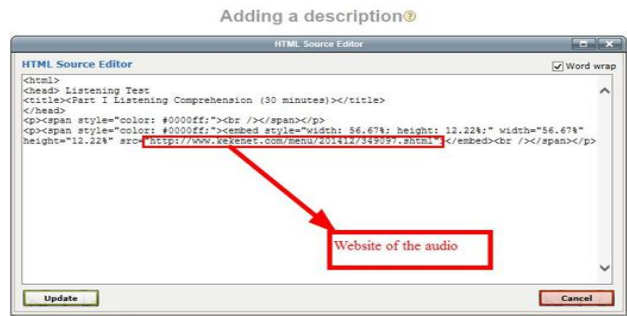 Adding a description?
HTML Source Editor
HTML Source Editor
Word wrap
<html>
<head> Listening Test
<title><Part I Listening Comprehension (30 minutes)></title>
</head>
<p><span style="color: #0000ff;"><br /></span></p>
<p><span style="color: #0000ff;"><embed style="width: 56.67%; height: 12.22%;" width="56.67%"
height="12.22%" src="http://www.kekenet.com/menu/201412/349097.shtml"></embed><br /></span></p>
Website of the audio
Update
Cancel